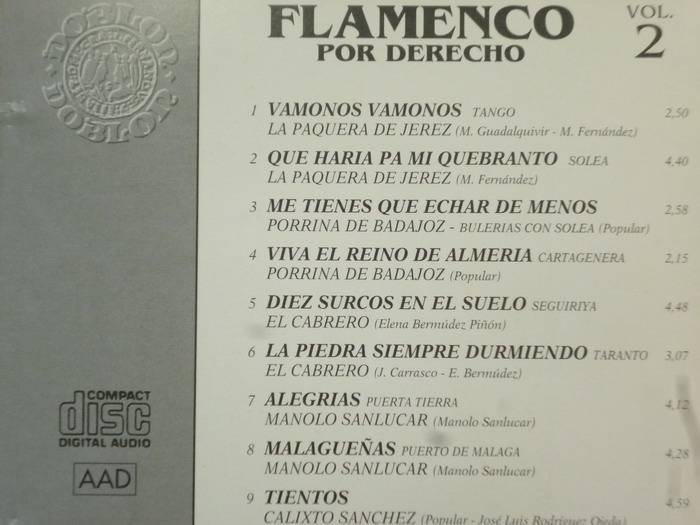 DOBLON · DOBLON
FLAMENCO
POR DERECHO
VOL.
2
1 VAMONOS VAMONOS TANGO 2,50
LA PAQUERA DE JEREZ (M. Guadalquivir - M. Fernández)
2 QUE HARIA PA MI QUEBRANTO SOLEA 4,40
LA PAQUERA DE JEREZ (M. Fernández)
3 ME TIENES QUE ECHAR DE MENOS 2,58
PORRINA DE BADAJOZ - BULERIAS CON SOLEA (Popular)
4 VIVA EL REINO DE ALMERIA CARTAGENERA 2,15
PORRINA DE BADAJOZ (Popular)
5 DIEZ SURCOS EN EL SUELO SEGUIRIYA 4,48
EL CABRERO (Elena Bermúdez Piñón)
6 LA PIEDRA SIEMPRE DURMIENDO TARANTO 3,07
EL CABRERO (J. Carrasco - E. Bermúdez)
7 ALEGRIAS PUERTA TIERRA 4,12
MANOLO SANLUCAR (Manolo Sanlucar)
8 MALAGUEÑAS PUERTO DE MALAGA 4,28
MANOLO SANLUCAR (Manolo Sanlucar)
9 TIENTOS 4,59
CALIXTO SANCHEZ (Popular - José Luis Rodríguez Ojeda)
COMPACT
disc
DIGITAL AUDIO
AAD